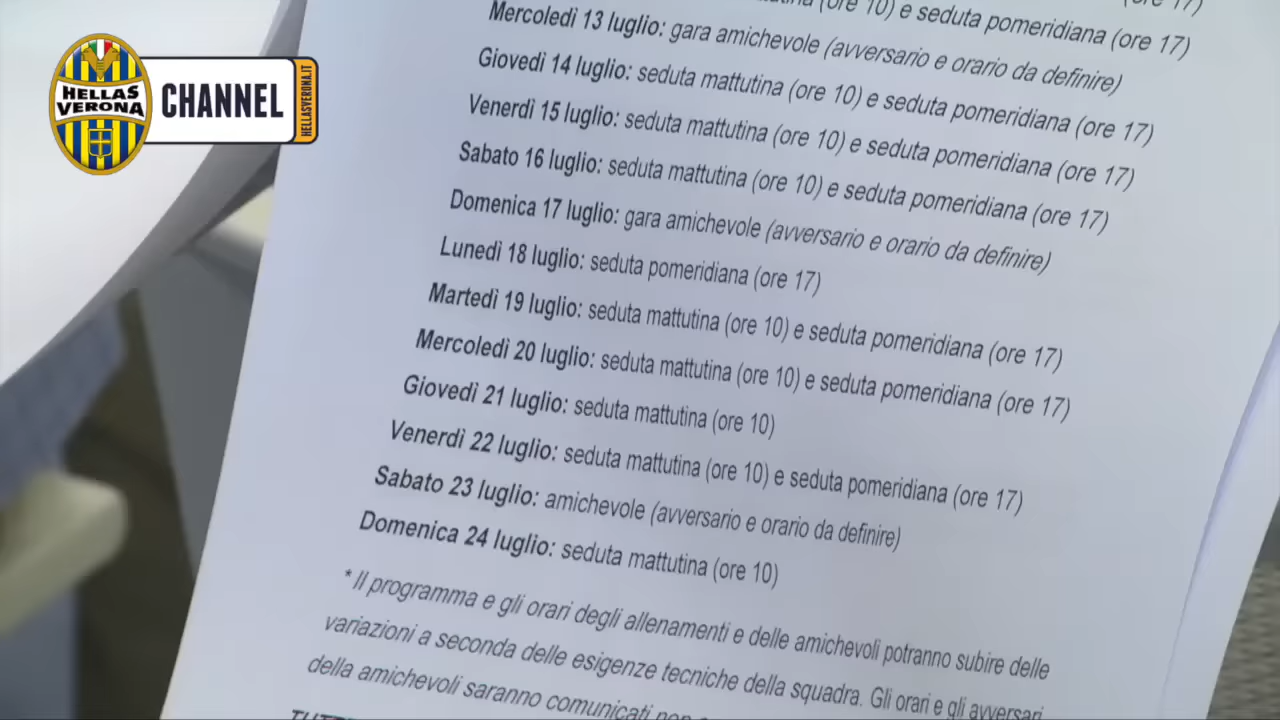 HELLAS
VERONA
CHANNEL
HELLASVERONA.IT
(ore 10) e seduta pomeridiana (ore 17)
Mercoledì 13 luglio: gara amichevole (avversario e orario da definire)
Giovedì 14 luglio: seduta mattutina (ore 10) e seduta pomeridiana (ore 17)
Venerdì 15 luglio: seduta mattutina (ore 10) e seduta pomeridiana (ore 17)
Sabato 16 luglio: seduta mattutina (ore 10) e seduta pomeridiana (ore 17)
Domenica 17 luglio: gara amichevole (avversario e orario da definire)
Lunedì 18 luglio: seduta pomeridiana (ore 17)
Martedì 19 luglio: seduta mattutina (ore 10) e seduta pomeridiana (ore 17)
Mercoledì 20 luglio: seduta mattutina (ore 10) e seduta pomeridiana (ore 17)
Giovedì 21 luglio: seduta mattutina (ore 10)
Venerdì 22 luglio: seduta mattutina (ore 10) e seduta pomeridiana (ore 17)
Sabato 23 luglio: amichevole (avversario e orario da definire)
Domenica 24 luglio: seduta mattutina (ore 10)
* Il programma e gli orari degli allenamenti e delle amichevoli potranno subire delle
variazioni a seconda delle esigenze tecniche della squadra. Gli orari e gli avversari
della amichevoli saranno comunicati